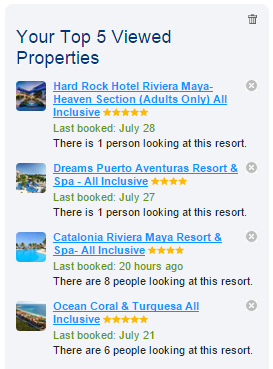 Your Top 5 Viewed
Properties
Hard Rock Hotel Riviera Maya-
Heaven Section (Adults Only) All
Inclusive
Last booked: July 28
There is 1 person looking at this resort.
Dreams Puerto Aventuras Resort &
Spa - All Inclusive
Last booked: July 27
There is 1 person looking at this resort.
Catalonia Riviera Maya Resort &
Spa- All Inclusive
Last booked: 20 hours ago
There are 8 people looking at this resort.
Ocean Coral & Turquesa All
Inclusive
Last booked: July 21
There are 6 people looking at this resort.